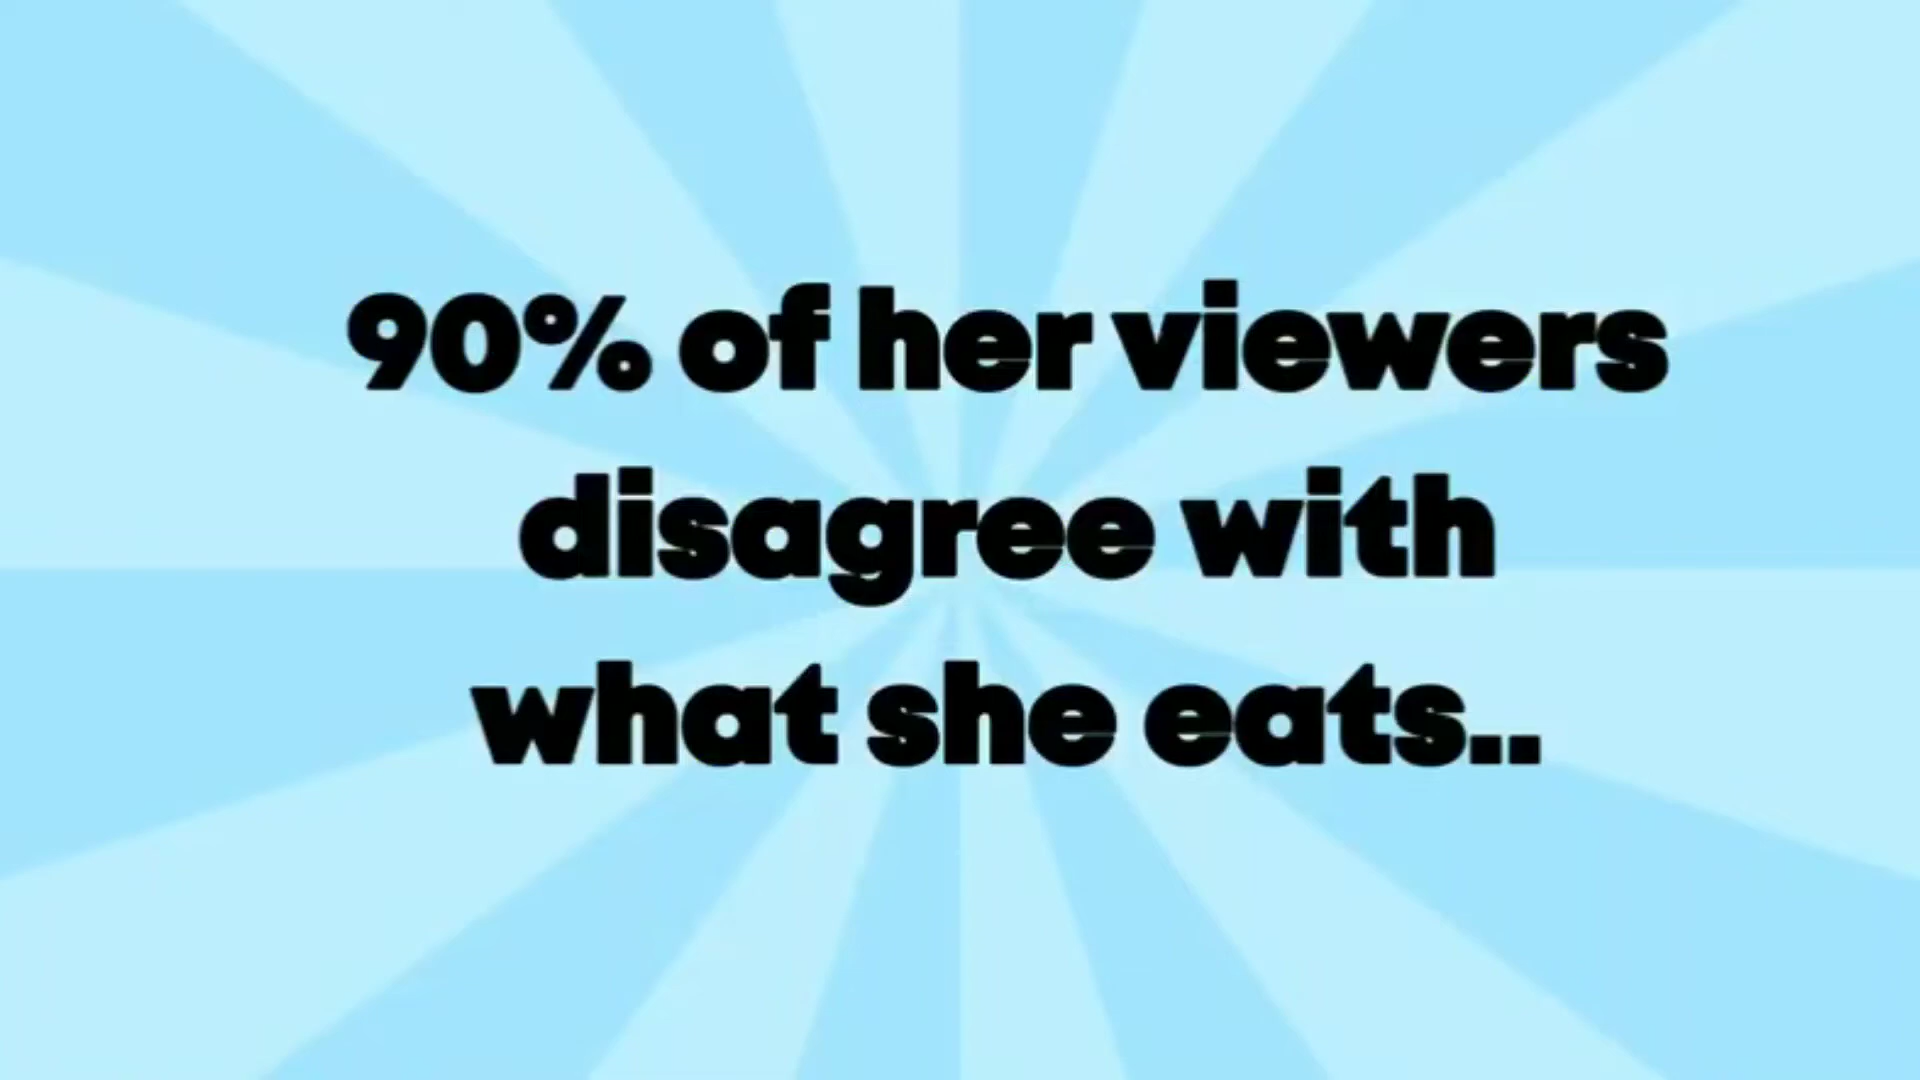 90% of her viewers
disagree with
what she eats..